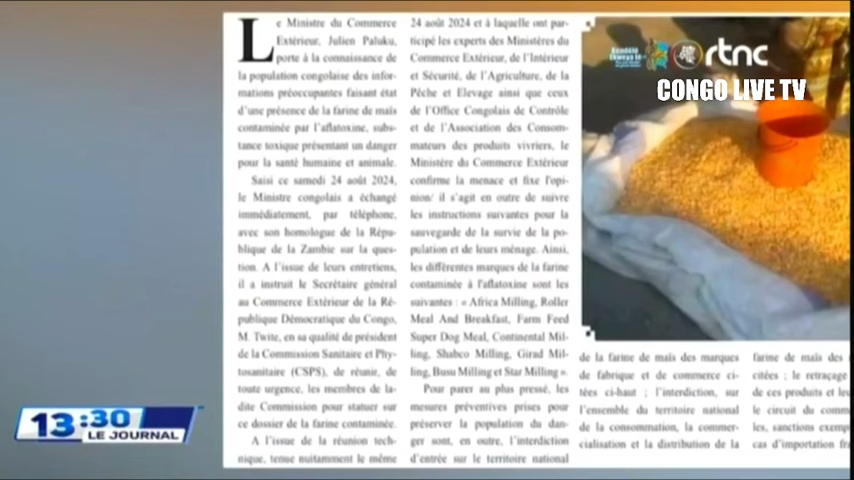 Le Ministre du Commerce
Extérieur, Julien Paluku,
porte à la connaissance de
la population congolaise des infor-
mations préoccupantes faisant état
d'une présence de la farine de maïs
contaminée par l'aflatoxine, subs-
tance toxique présentant un danger
pour la santé humaine et animale.
Saisi ce samedi 24 août 2024,
le Ministre congolais a échangé
immédiatement, par téléphone,
avec son homologue de la Répu-
blique de la Zambie sur la ques-
tion. A l'issue de leurs entretiens,
il a instruit le Secrétaire général
au Commerce Extérieur de la Ré-
publique Démocratique du Congo,
M. Twite, en sa qualité de président
de la Commission Sanitaire et Phy-
tosanitaire (CSPS), de réunir, de
toute urgence, les membres de la-
dite Commission pour statuer sur
ce dossier de la farine contaminée.
A l'issue de la réunion tech-
nique, tenue nuitamment le même
24 août 2024 et à laquelle ont par-
ticipé les experts des Ministères du
Commerce Extérieur, de l'Intérieur
et Sécurité, de l'Agriculture, de la
Pêche et Elevage ainsi que ceux
de l'Office Congolais de Contrôle
et de l'Association des Consom-
mateurs des produits vivriers, le
Ministère du Commerce Extérieur
confirme la menace et fixe l'opi-
nion/ il s'agit en outre de suivre
les instructions suivantes pour la
sauvegarde de la survie de la po-
pulation et de leurs ménage. Ainsi,
les différentes marques de la farine
contaminée à l'aflatoxine sont les
suivantes : « Africa Milling, Roller
Meal And Breakfast, Farm Feed
Super Dog Meal, Continental Mil-
ling, Shabco Milling, Girad Mil-
ling, Busu Milling et Star Milling ».
Pour parer au plus pressé, les
mesures préventives prises pour
préserver la population du dan-
ger sont, en outre, l'interdiction
d'entrée sur le territoire national
de la farine de maïs des marques
de fabrique et de commerce ci-
tées ci-haut ; l'interdiction, sur
l'ensemble du territoire national
de la consommation, la commer-
cialisation et la distribution de la
farine de maïs des
citées ; le retraçage
de ces produits et
le circuit du comm
les, sanctions exemp
cas d'importation fr
rtnc
CONGO LIVE TV
13:30
LE JOURNAL